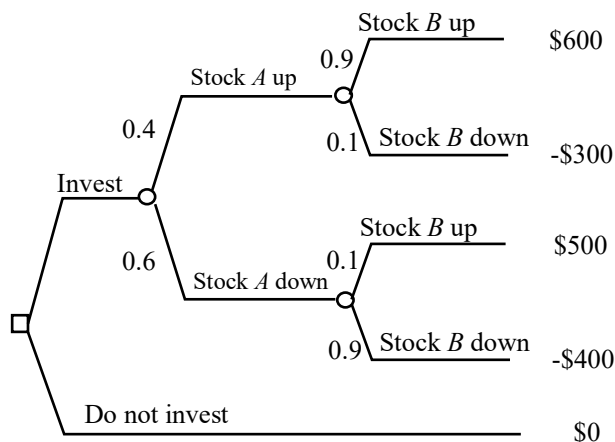 Stock B up $600
0.9
Stock A up
0.4 0.1 Stock B down -$300
Invest
Stock B up $500
0.6 0.1
Stock A down
0.9 Stock B down -$400
Do not invest $0